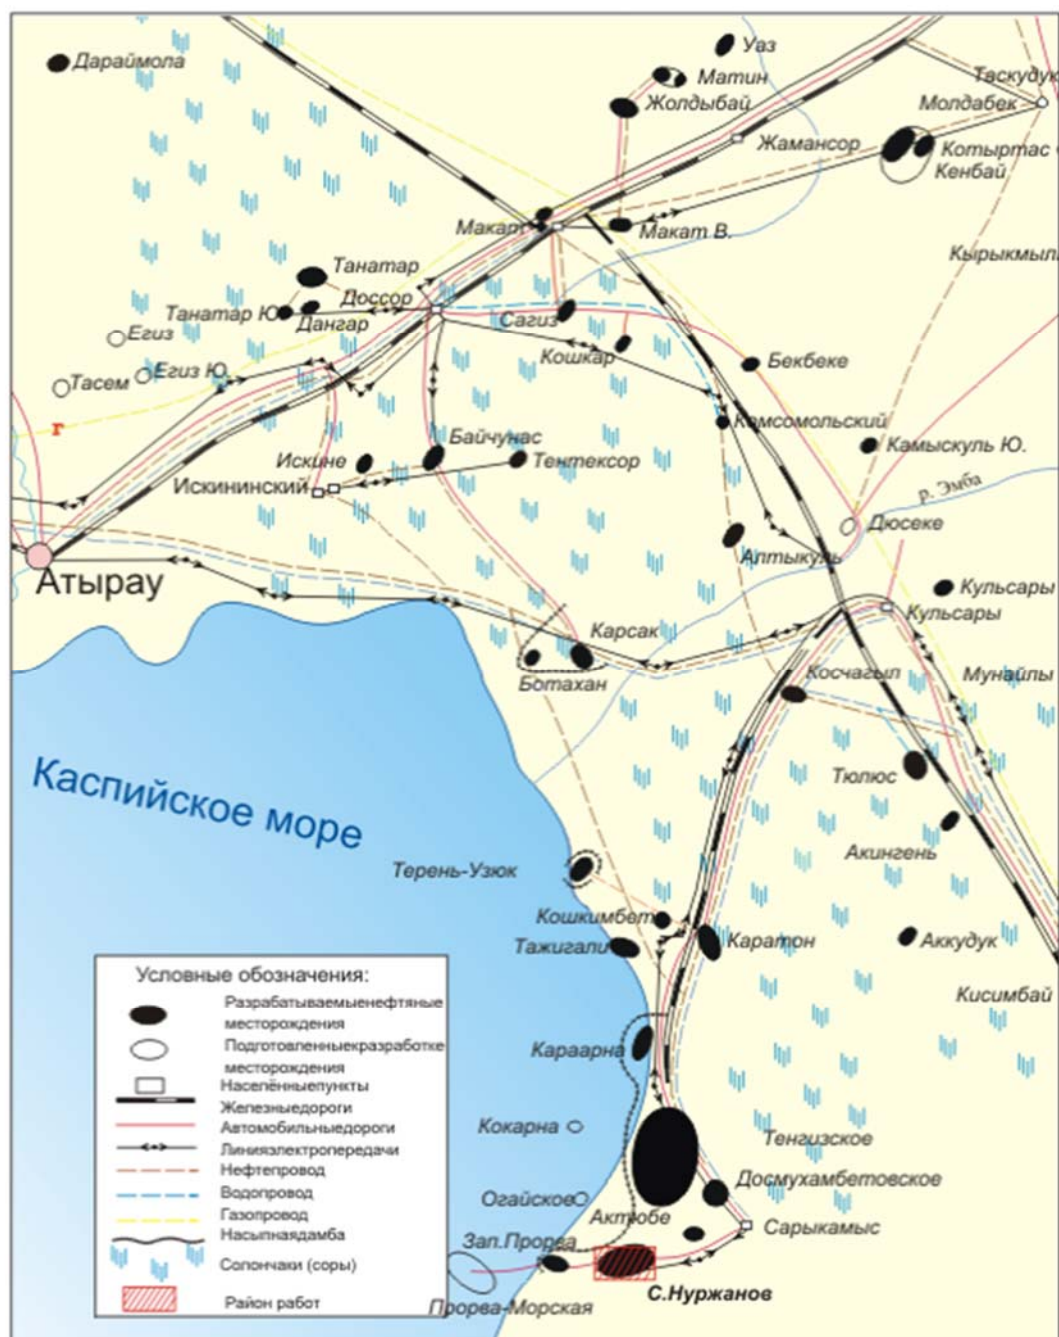 Дараймола
Уаз
Матин
Жолдыбай
Таскудук
Молдабек
Жамансор
Котыртас
Кенбай
Макат
Макат В.
Кырыкмыл
Танатар
Доссор
Танатар Ю
Дангар
Сагиз
Егиз
Кошкар
Бекбеке
Тасем
Егиз Ю.
г
Комсомольский
Байчунас
Камыскуль Ю.
Искине
Тентексор
Искининский
р. Эмба
Дюсеке
Алтыкуль
Атырау
Кульсары
Кульсары
Карсак
Ботахан
Косчагыл
Мунайлы
Каспийское море
Тюлюс
Акингень
Терень-Узюк
Кошкимбет
Тажигали
Каратон
Аккудук
Кисимбай
Караарна
Кокарна
Тенгизское
Досмухамбетовское
Огайское
Актюбе
Сарыкамыс
Зап.Прорва
С.Нуржанов
Прорва-Морская
Условные обозначения:
Разрабатываемыенефтяные
месторождения
Подготовленныекразработке
месторождения
Населённыепункты
Железныедороги
Автомобильныедороги
Линияэлектропередачи
Нефтепровод
Водопровод
Газопровод
Насыпнаядамба
Солончаки (соры)
Район работ